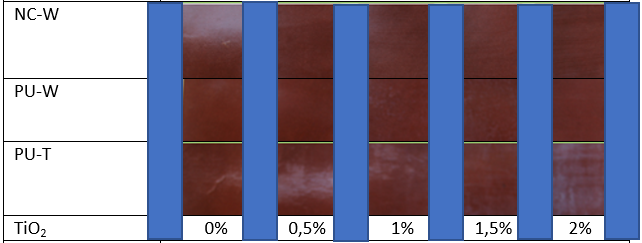 NC-W
PU-W
PU-T
TiO₂ 0% 0,5% 1% 1,5% 2%